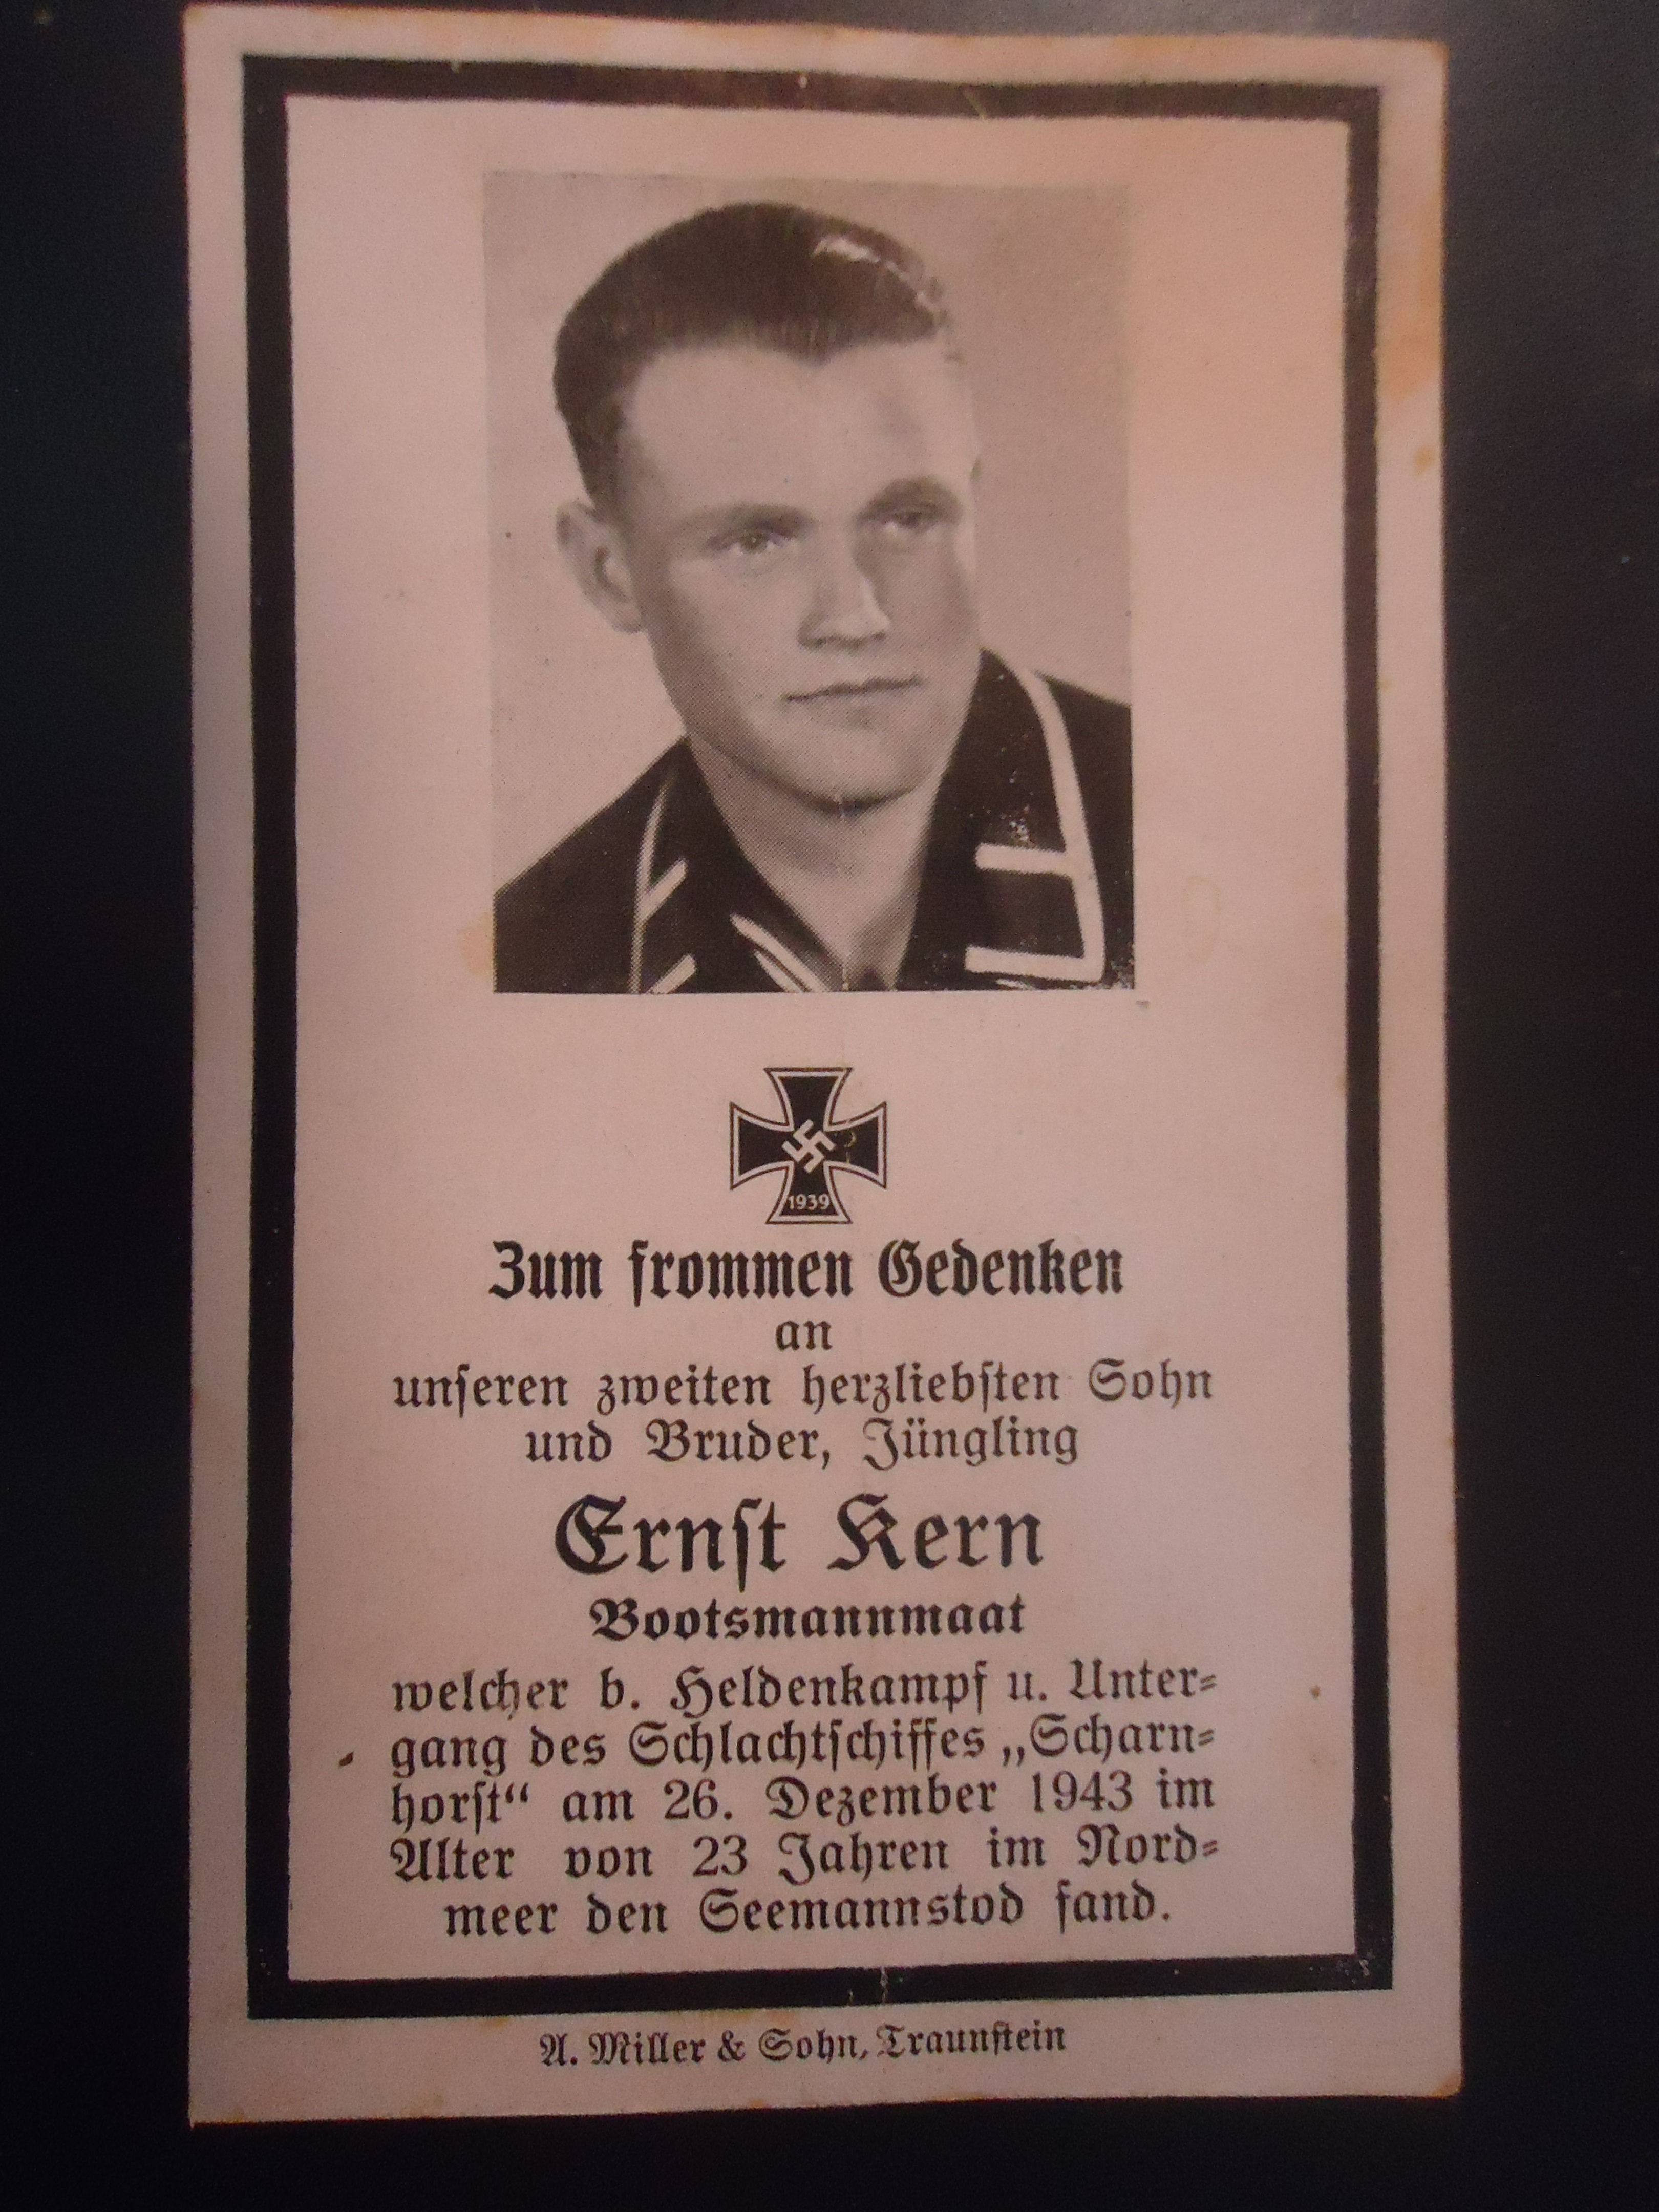 1939
Zum frommen Gedenken
an
unseren zweiten herzliebsten Sohn
und Bruder, Jüngling
Ernst Kern
Bootsmannmaat
welcher b. Heldenkampf u. Unter-
gang des Schlachtschiffes „Scharn-
horst“ am 26. Dezember 1943 im
Alter von 23 Jahren im Nord-
meer den Seemannstod fand.
A. Miller & Sohn, Traunstein